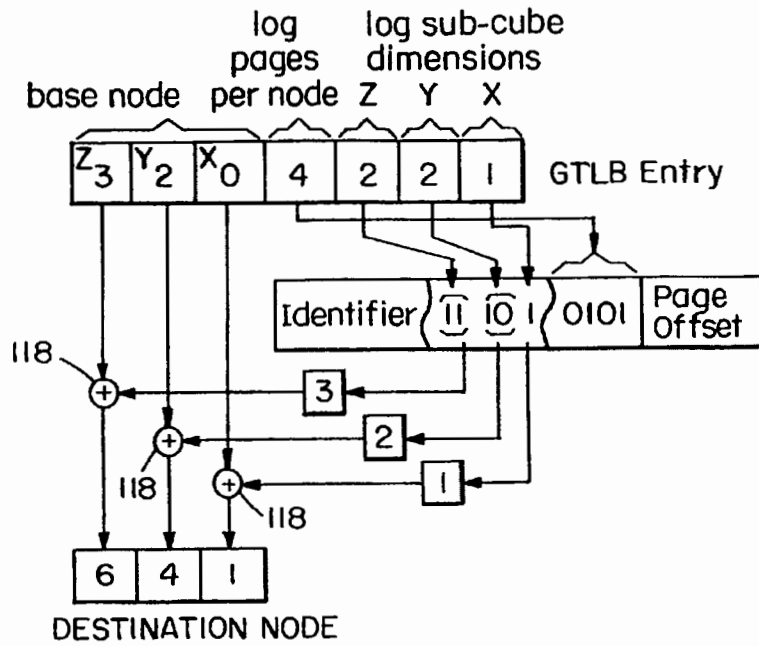 log log sub-cube
pages dimensions
base node per node Z Y X
Z3 Y2 X0 4 2 2 1 GTLB Entry
Identifier 11 10 1 0101 Page Offset
118 + 3
118 + 2
118 + 1
6 4 1
DESTINATION NODE